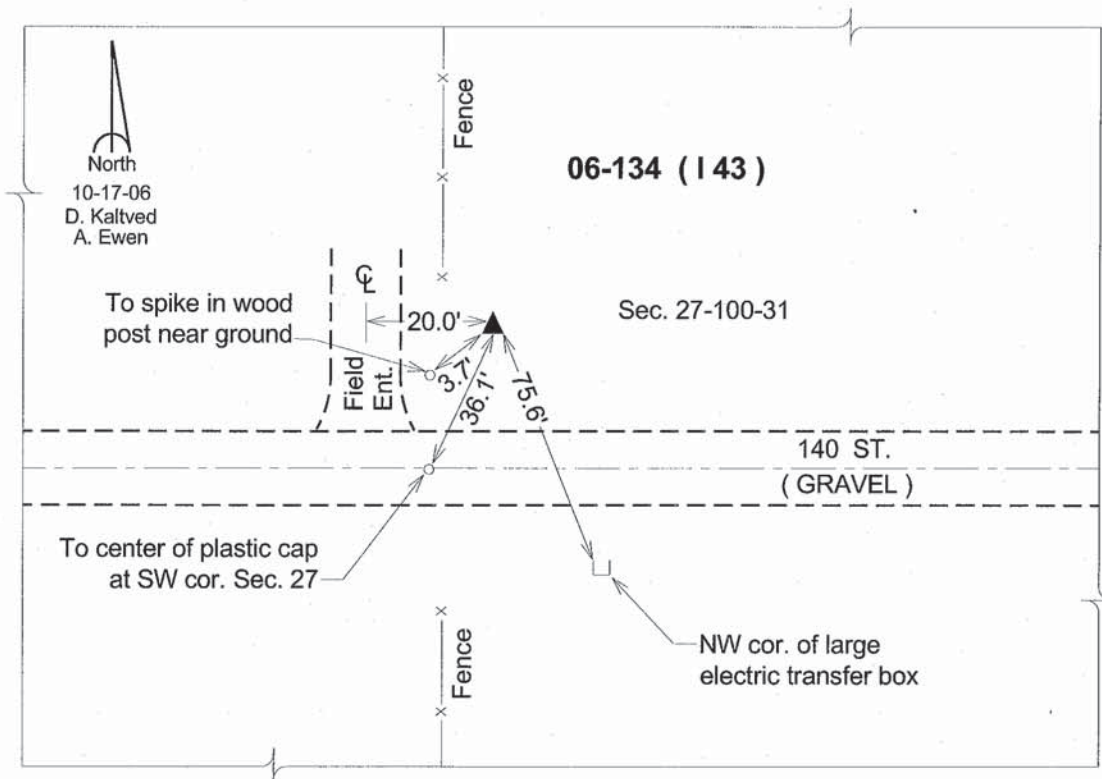 Fence
06-134 ( I 43 )
North
10-17-06
D. Kaltved
A. Ewen
℄
To spike in wood
post near ground
20.0'
Sec. 27-100-31
Field
Ent.
3.7'
36.1'
75.6'
140 ST.
( GRAVEL )
To center of plastic cap
at SW cor. Sec. 27
Fence
NW cor. of large
electric transfer box